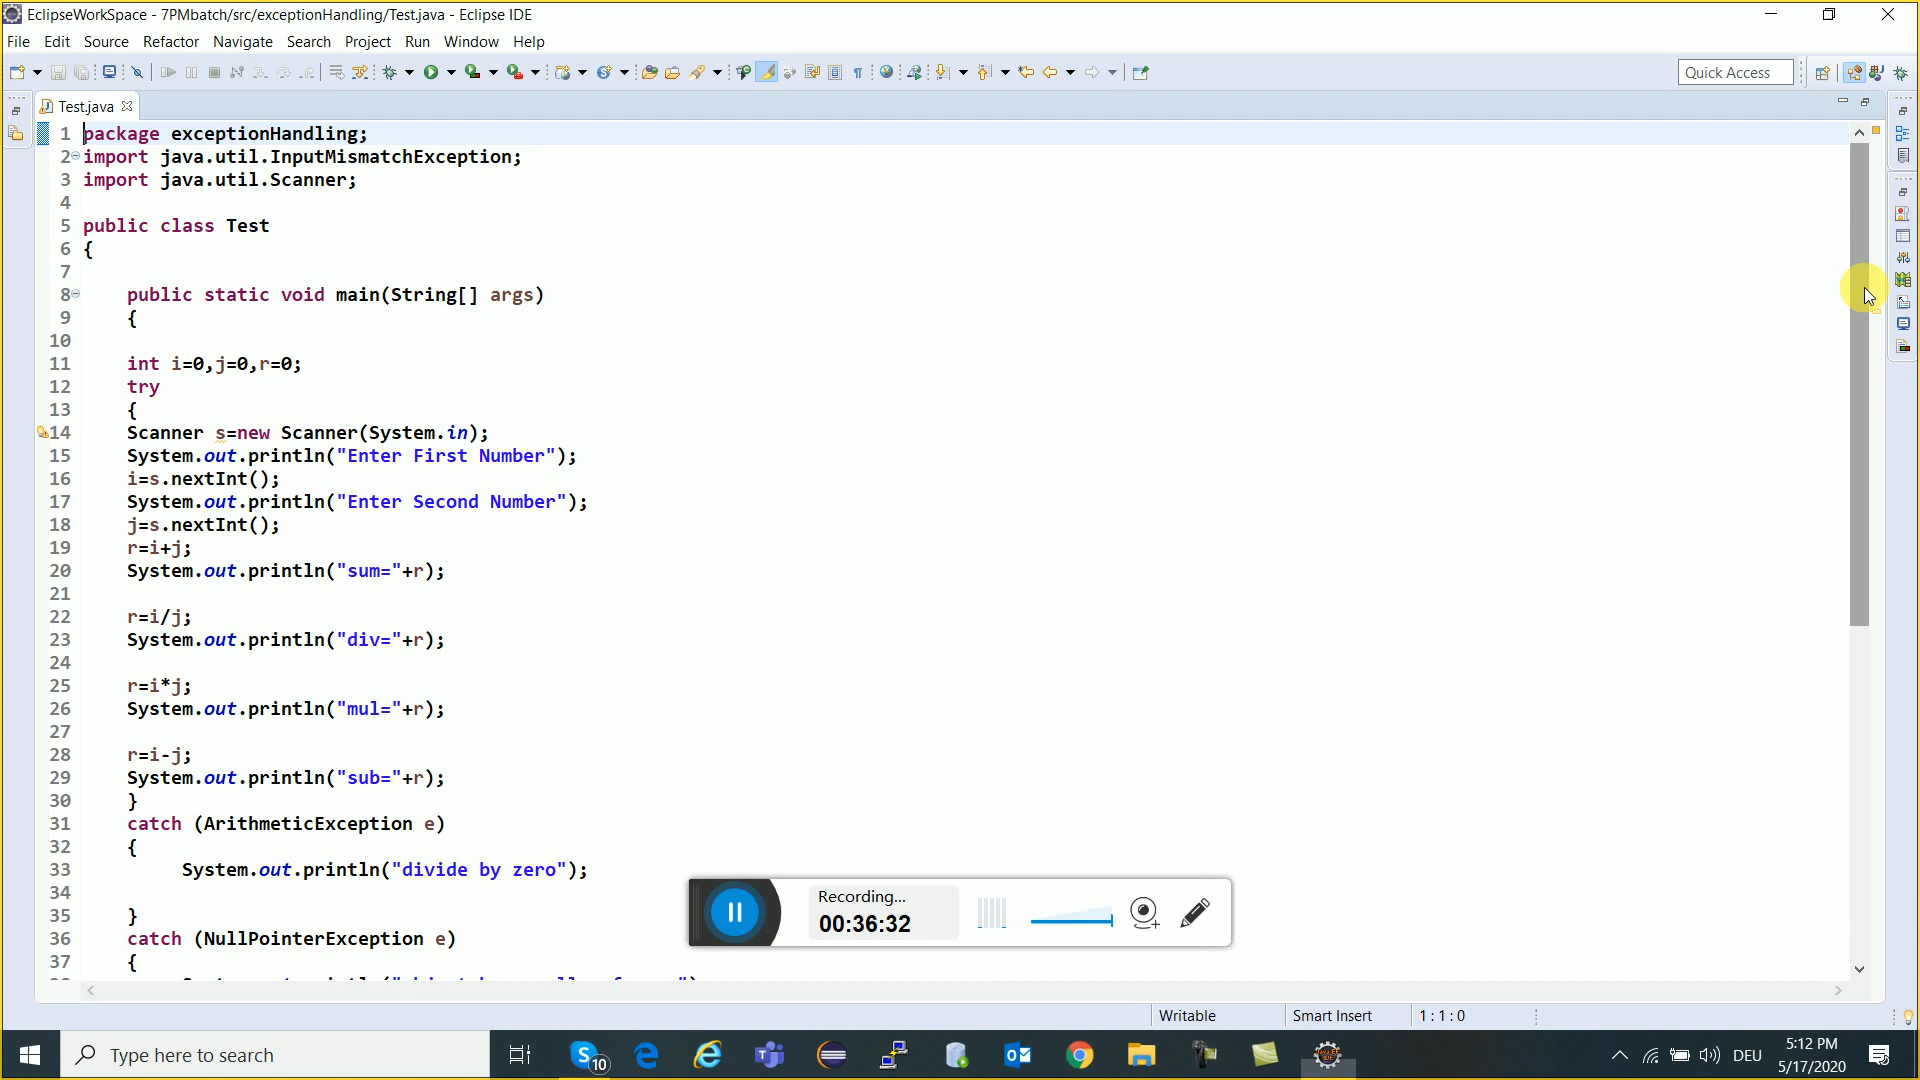 EclipseWorkSpace - 7PMbatch/src/exceptionHandling/Test.java - Eclipse IDE
File Edit Source Refactor Navigate Search Project Run Window Help
Quick Access
Test.java
1 package exceptionHandling;
2 import java.util.InputMismatchException;
3 import java.util.Scanner;
4
5 public class Test
6 {
7
8 public static void main(String[] args)
9 {
10
11 int i=0,j=0,r=0;
12 try
13 {
14 Scanner s=new Scanner(System.in);
15 System.out.println("Enter First Number");
16 i=s.nextInt();
17 System.out.println("Enter Second Number");
18 j=s.nextInt();
19 r=i+j;
20 System.out.println("sum="+r);
21
22 r=i/j;
23 System.out.println("div="+r);
24
25 r=i*j;
26 System.out.println("mul="+r);
27
28 r=i-j;
29 System.out.println("sub="+r);
30 }
31 catch (ArithmeticException e)
32 {
33 System.out.println("divide by zero");
34
35 }
36 catch (NullPointerException e)
37 {
Recording...
00:36:32
Writable Smart Insert 1 : 1 : 0
Type here to search
10
DEU
5:12 PM
5/17/2020